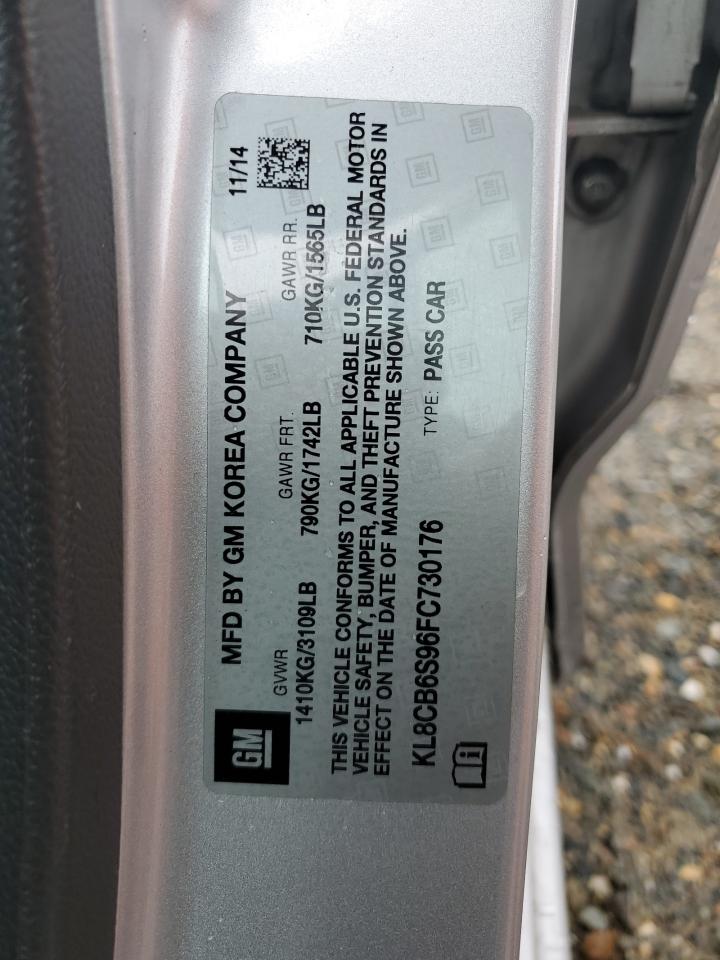 GM
MFD BY GM KOREA COMPANY 11/14
GVWR GAWR FRT. GAWR RR.
1410KG/3109LB 790KG/1742LB 710KG/1565LB
THIS VEHICLE CONFORMS TO ALL APPLICABLE U.S. FEDERAL MOTOR
VEHICLE SAFETY, BUMPER, AND THEFT PREVENTION STANDARDS IN
EFFECT ON THE DATE OF MANUFACTURE SHOWN ABOVE.
KL8CB6S96FC730176 TYPE: PASS CAR